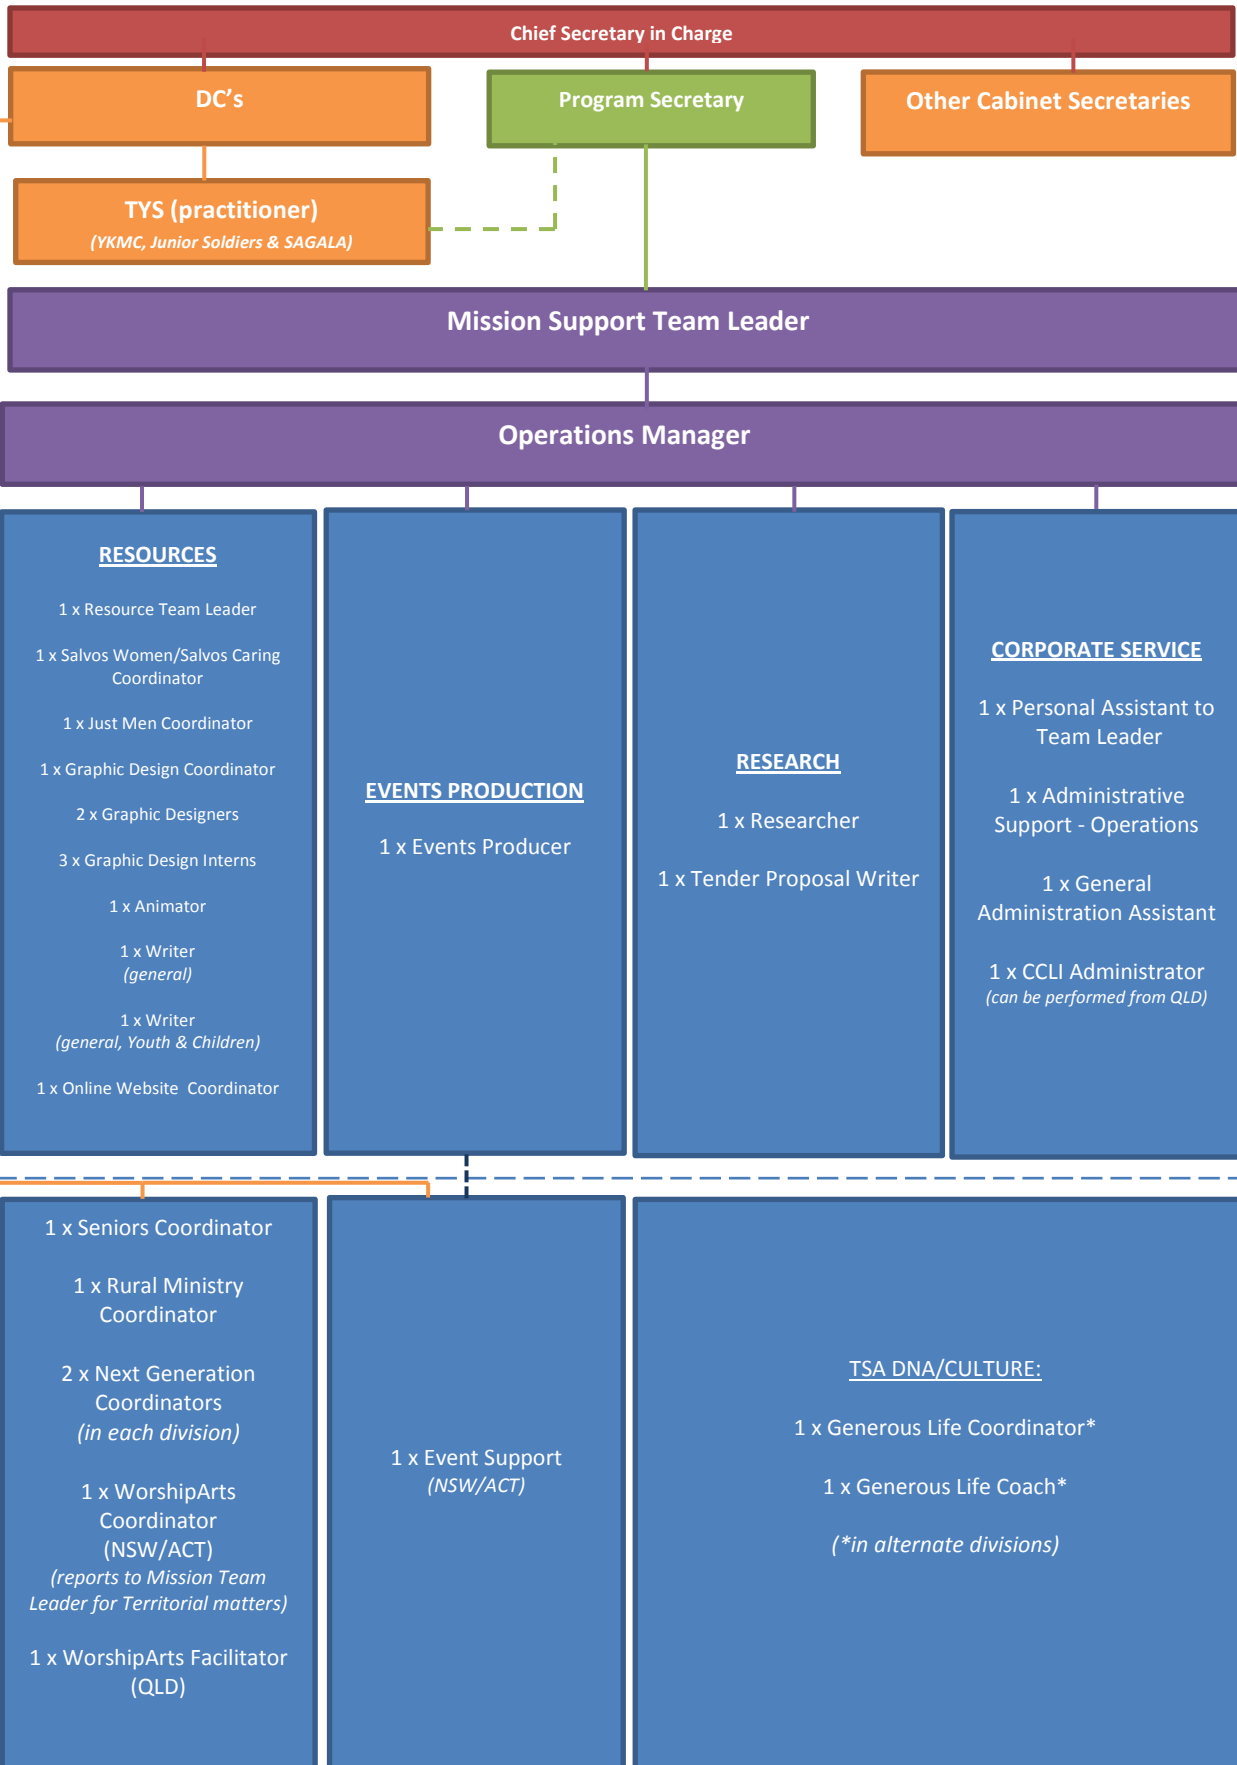 Chief Secretary in Charge
DC’s
Program Secretary
Other Cabinet Secretaries
TYS (practitioner)
(YKMC, Junior Soldiers & SAGALA)
Mission Support Team Leader
Operations Manager
RESOURCES
1 x Resource Team Leader
1 x Salvos Women/Salvos Caring
Coordinator
1 x Just Men Coordinator
1 x Graphic Design Coordinator
2 x Graphic Designers
3 x Graphic Design Interns
1 x Animator
1 x Writer
(general)
1 x Writer
(general, Youth & Children)
1 x Online Website  Coordinator
EVENTS PRODUCTION
1 x Events Producer
RESEARCH
1 x Researcher
1 x Tender Proposal Writer
CORPORATE SERVICE
1 x Personal Assistant to
Team Leader
1 x Administrative
Support - Operations
1 x General
Administration Assistant
1 x CCLI Administrator
(can be performed from QLD)
1 x Seniors Coordinator
1 x Rural Ministry
Coordinator
2 x Next Generation
Coordinators
(in each division)
1 x WorshipArts
Coordinator
(NSW/ACT)
(reports to Mission Team
Leader for Territorial matters)
1 x WorshipArts Facilitator
(QLD)
1 x Event Support
(NSW/ACT)
TSA DNA/CULTURE:
1 x Generous Life Coordinator*
1 x Generous Life Coach*
(*in alternate divisions)